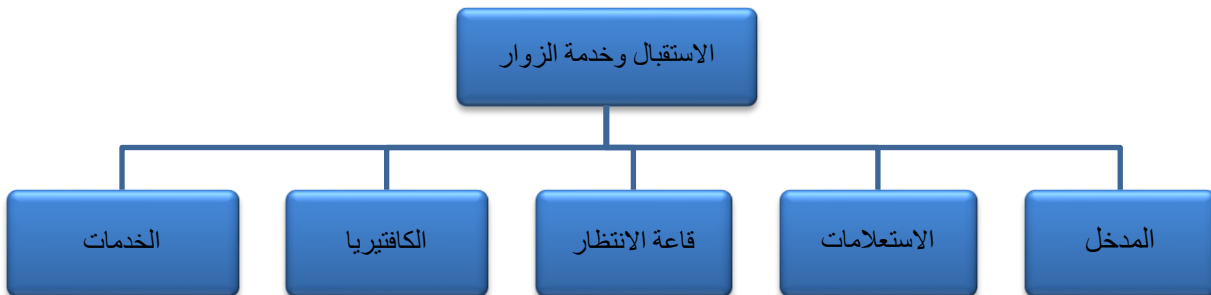 الاستقبال وخدمة الزوار
المدخل
الاستعلامات
قاعة الانتظار
الكافتيريا
الخدمات